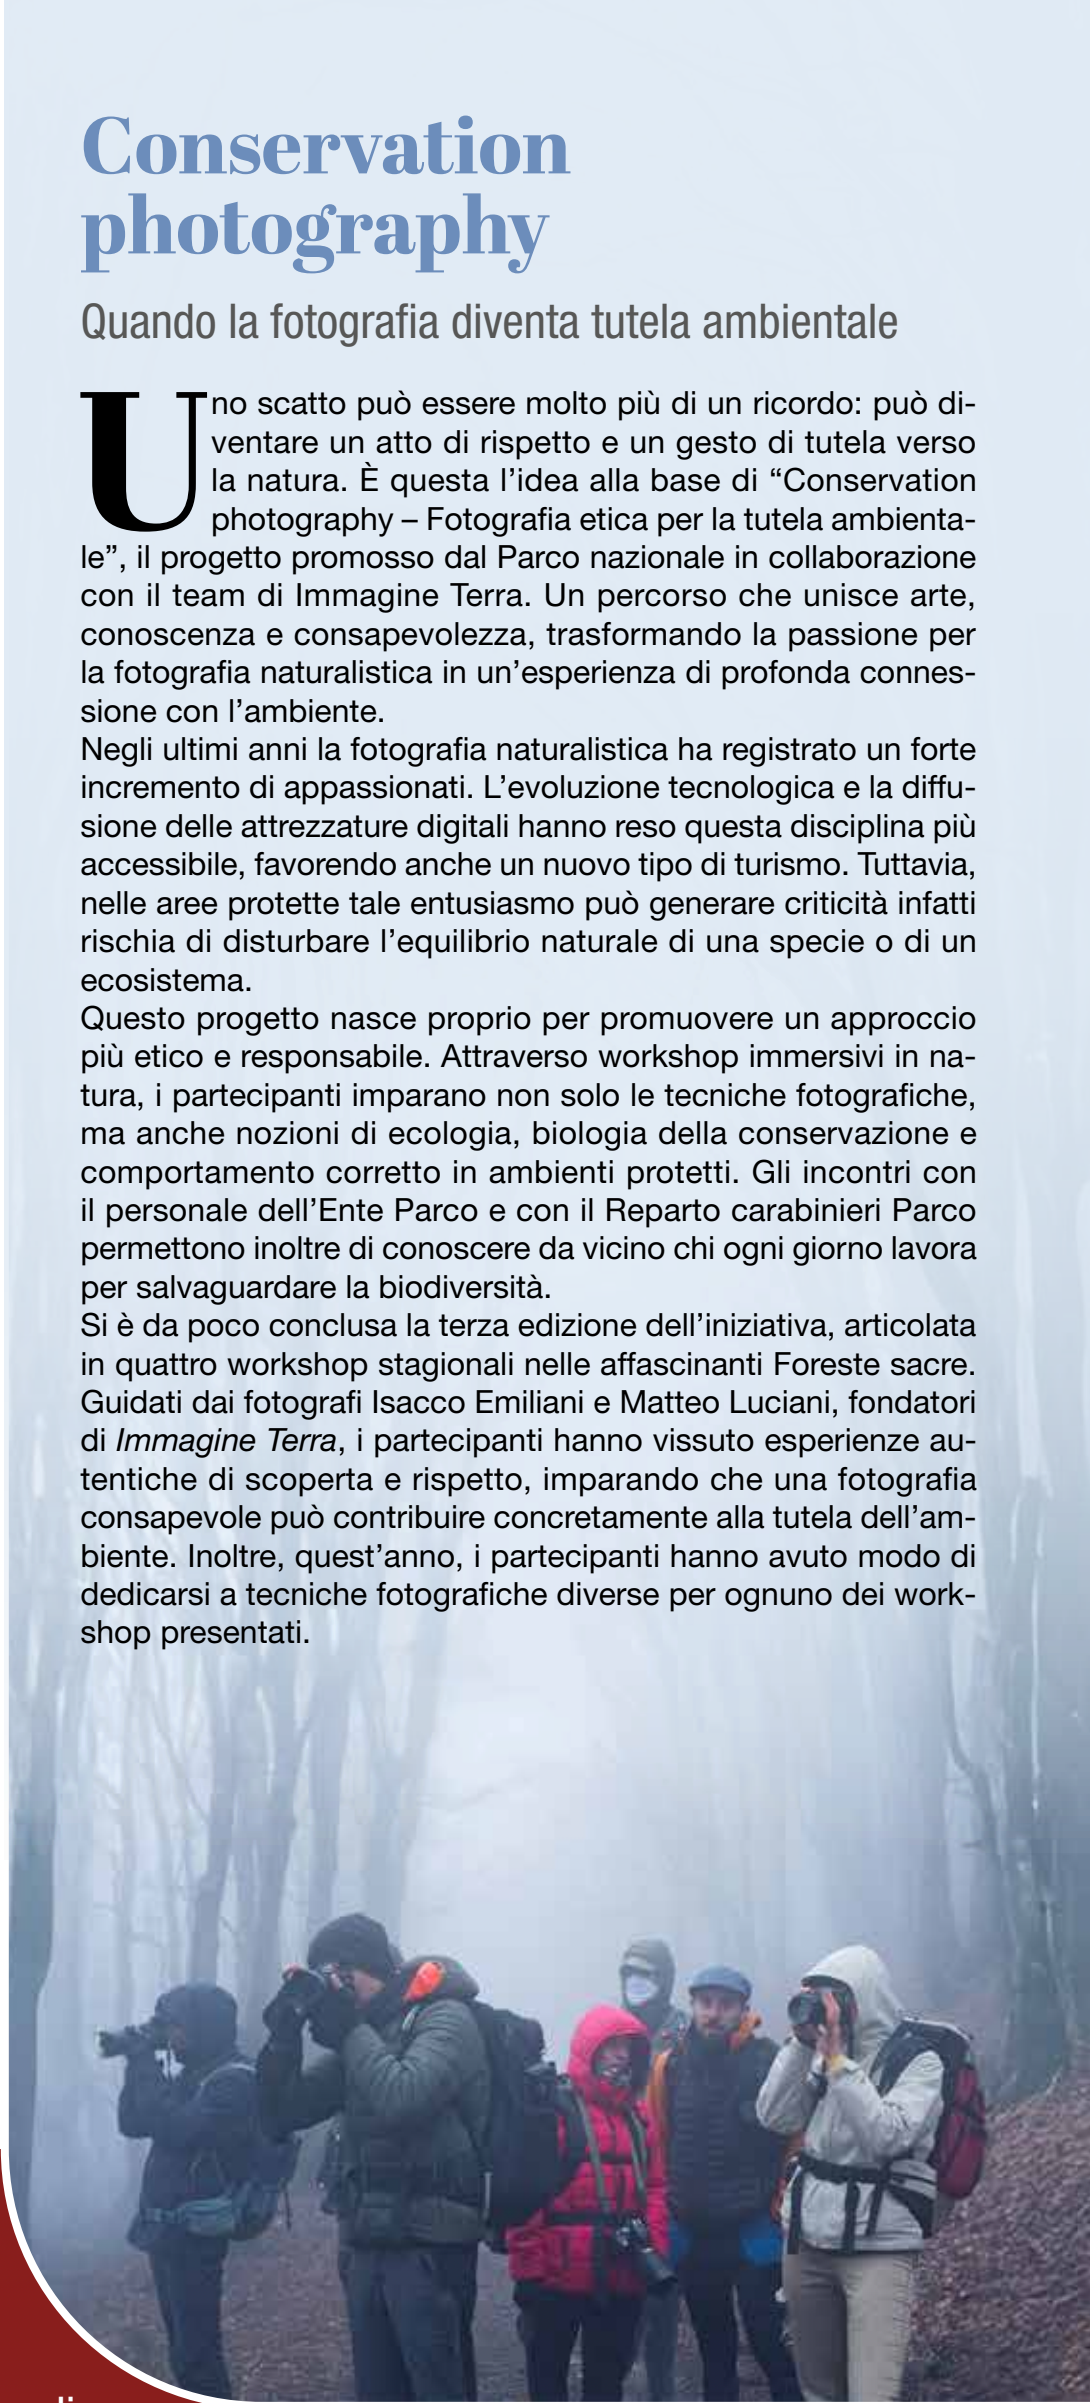 Conservation
photography
Quando la fotografia diventa tutela ambientale
Uno scatto può essere molto più di un ricordo: può di-
ventare un atto di rispetto e un gesto di tutela verso
la natura. È questa l’idea alla base di “Conservation
photography – Fotografia etica per la tutela ambienta-
le”, il progetto promosso dal Parco nazionale in collaborazione
con il team di Immagine Terra. Un percorso che unisce arte,
conoscenza e consapevolezza, trasformando la passione per
la fotografia naturalistica in un’esperienza di profonda connes-
sione con l’ambiente.
Negli ultimi anni la fotografia naturalistica ha registrato un forte
incremento di appassionati. L’evoluzione tecnologica e la diffu-
sione delle attrezzature digitali hanno reso questa disciplina più
accessibile, favorendo anche un nuovo tipo di turismo. Tuttavia,
nelle aree protette tale entusiasmo può generare criticità infatti
rischia di disturbare l’equilibrio naturale di una specie o di un
ecosistema.
Questo progetto nasce proprio per promuovere un approccio
più etico e responsabile. Attraverso workshop immersivi in na-
tura, i partecipanti imparano non solo le tecniche fotografiche,
ma anche nozioni di ecologia, biologia della conservazione e
comportamento corretto in ambienti protetti. Gli incontri con
il personale dell’Ente Parco e con il Reparto carabinieri Parco
permettono inoltre di conoscere da vicino chi ogni giorno lavora
per salvaguardare la biodiversità.
Si è da poco conclusa la terza edizione dell’iniziativa, articolata
in quattro workshop stagionali nelle affascinanti Foreste sacre.
Guidati dai fotografi Isacco Emiliani e Matteo Luciani, fondatori
di Immagine Terra, i partecipanti hanno vissuto esperienze au-
tentiche di scoperta e rispetto, imparando che una fotografia
consapevole può contribuire concretamente alla tutela dell’am-
biente. Inoltre, quest’anno, i partecipanti hanno avuto modo di
dedicarsi a tecniche fotografiche diverse per ognuno dei work-
shop presentati.